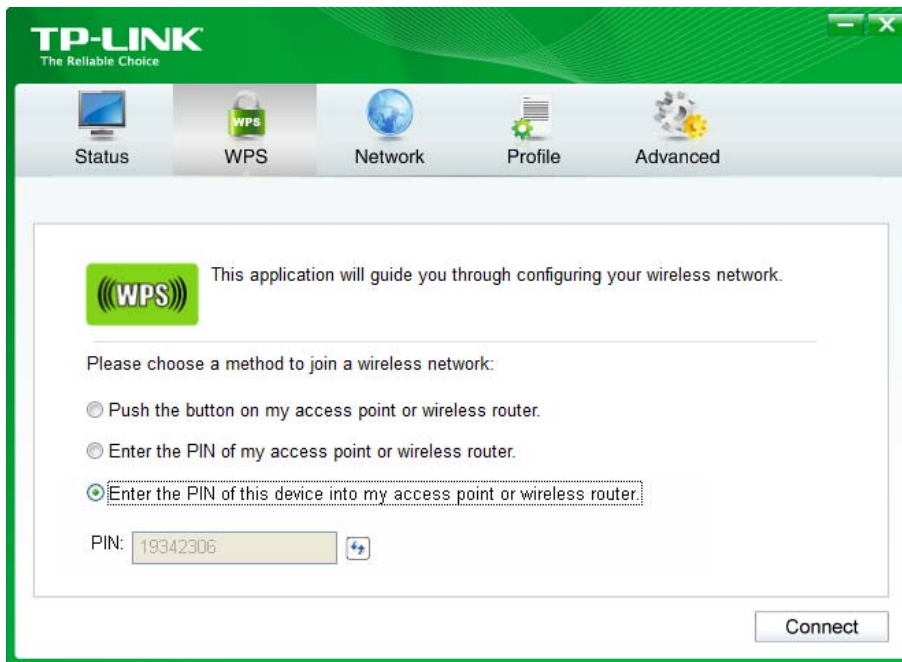 TP-LINK
The Reliable Choice
Status WPS Network Profile Advanced
WPS
(((WPS)))
This application will guide you through configuring your wireless network.
Please choose a method to join a wireless network:
Push the button on my access point or wireless router.
Enter the PIN of my access point or wireless router.
Enter the PIN of this device into my access point or wireless router.
PIN: 19342306
Connect